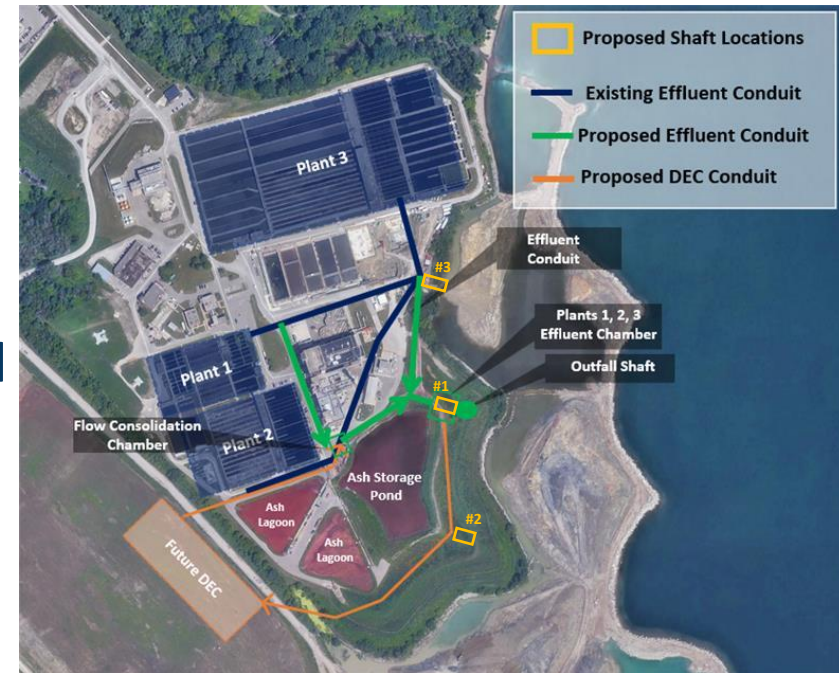 Proposed Shaft Locations
Existing Effluent Conduit
Proposed Effluent Conduit
Proposed DEC Conduit
Plant 3
Effluent
Conduit
#3
Plants 1, 2, 3
Effluent Chamber
Outfall Shaft
Plant 1
#1
Plant 2
Flow Consolidation
Chamber
Ash Storage
Pond
Ash
Lagoon
Ash
Lagoon
#2
Future DEC